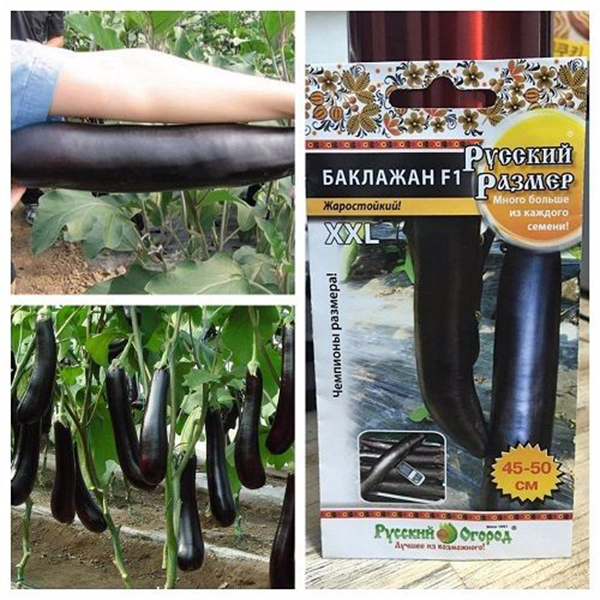 БАКЛАЖАН F1
Русский
Размер
Много больше
из каждого
семени!
Жаростойкий!
XXL
Чемпионы размера!
45-50
см
Русский Огород
Лучшее из возможного!